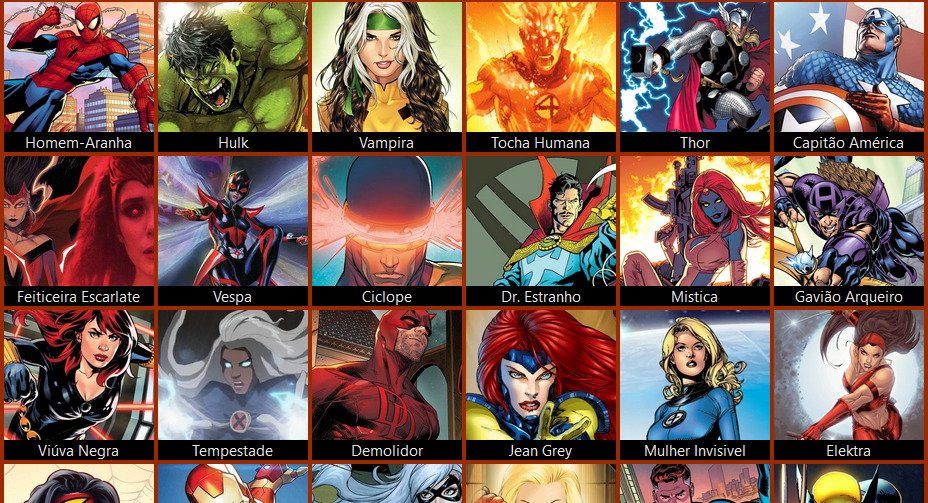 Homem-Aranha
Hulk
Vampira
Tocha Humana
Thor
Capitão América
Feiticeira Escarlate
Vespa
Ciclope
Dr. Estranho
Mistica
Gavião Arqueiro
Viúva Negra
Tempestade
Demolidor
Jean Grey
Mulher Invisivel
Elektra